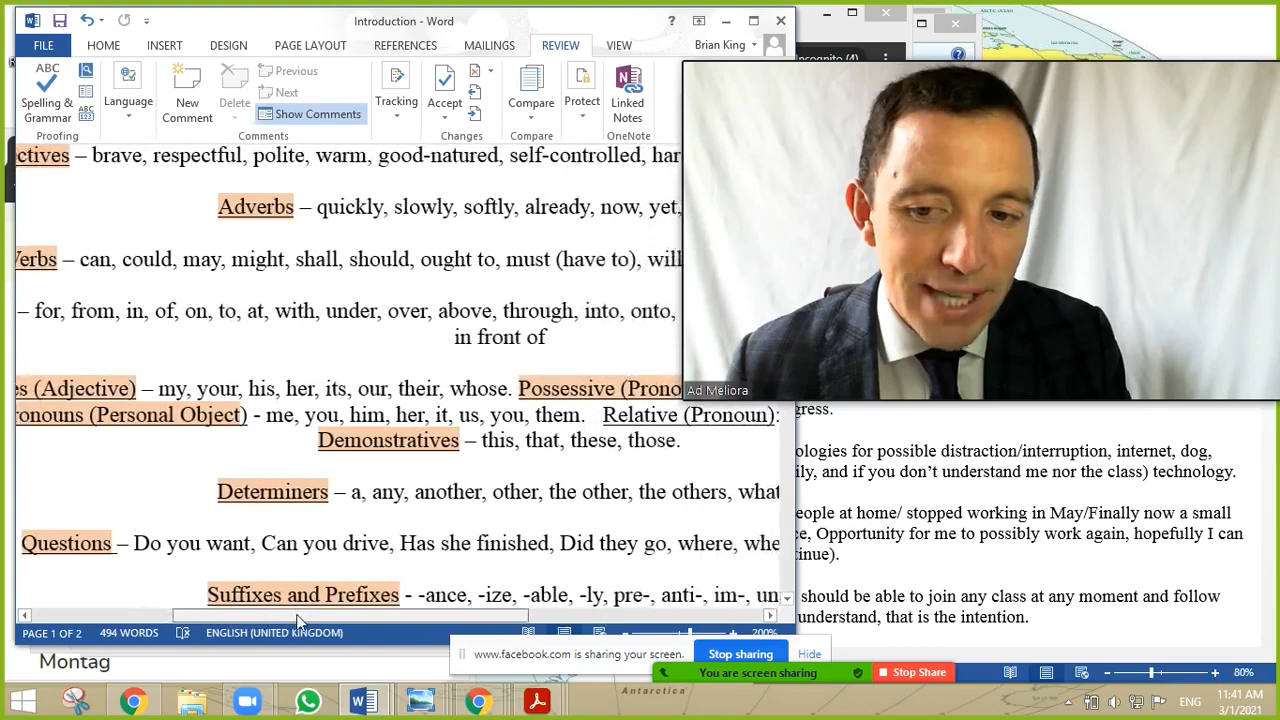 Introduction - Word
FILE HOME INSERT DESIGN PAGE LAYOUT REFERENCES MAILINGS REVIEW VIEW Brian King
ABC
Spelling & Grammar
Language
New Comment
Delete
Previous
Next
Show Comments
Tracking
Accept
Compare
Protect
Linked Notes
Proofing Comments Changes Compare OneNote
Incognito (4)
ectives – brave, respectful, polite, warm, good-natured, self-controlled, har
Adverbs – quickly, slowly, softly, already, now, yet,
Verbs – can, could, may, might, shall, should, ought to, must (have to), will
– for, from, in, of, on, to, at, with, under, over, above, through, into, onto,
in front of
es (Adjective) – my, your, his, her, its, our, their, whose. Possessive (Prono
ronouns (Personal Object) - me, you, him, her, it, us, you, them. Relative (Pronoun):
Demonstratives – this, that, these, those.
Determiners – a, any, another, other, the other, the others, what
Questions – Do you want, Can you drive, Has she finished, Did they go, where, whe
Suffixes and Prefixes - -ance, -ize, -able, -ly, pre-, anti-, im-, un
PAGE 1 OF 2 494 WORDS ENGLISH (UNITED KINGDOM) 200%
Ad Meliora
gress.
ologies for possible distraction/interruption, internet, dog,
ily, and if you don’t understand me nor the class) technology.
eople at home/ stopped working in May/Finally now a small
ce, Opportunity for me to possibly work again, hopefully I can
tinue).
should be able to join any class at any moment and follow
understand, that is the intention.
Montag
www.facebook.com is sharing your screen. Stop sharing Hide
You are screen sharing Stop Share
80%
Antarctica
ENG
11:41 AM
3/1/2021